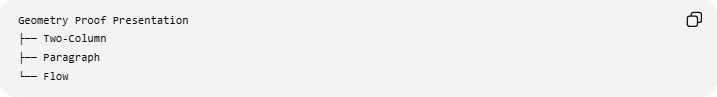 Geometry Proof Presentation
├── Two-Column
├── Paragraph
└── Flow